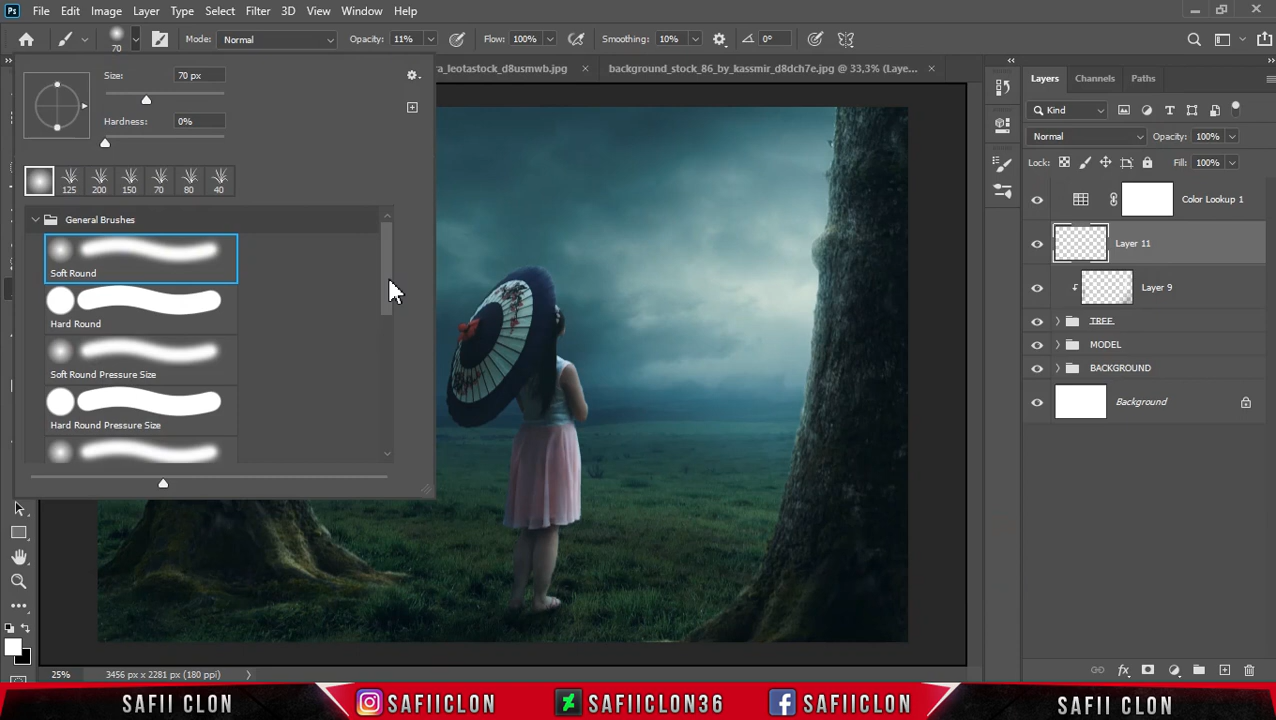 Ps File Edit Image Layer Type Select Filter 3D View Window Help
70 Mode: Normal Opacity: 11% Flow: 100% Smoothing: 10% 0°
ra_leotastock_d8usmwb.jpg × background_stock_86_by_kassmir_d8dch7e.jpg @ 33,3% (Laye... ×
Size: 70 px
Hardness: 0%
125 200 150 70 80 40
General Brushes
Soft Round
Hard Round
Soft Round Pressure Size
Hard Round Pressure Size
Layers Channels Paths
Kind
Normal Opacity: 100%
Lock: Fill: 100%
Color Lookup 1
Layer 11
Layer 9
TREE
MODEL
BACKGROUND
Background
25% 3456 px x 2281 px (180 ppi)
SAFII CLON SAFIICLON SAFIICLON36 SAFIICLON SAFII CLON